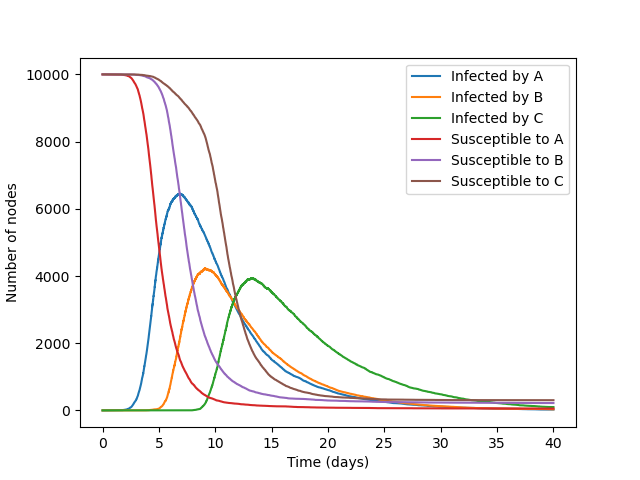 10000
8000
6000
4000
2000
0
Number of nodes
0 5 10 15 20 25 30 35 40
Time (days)
Infected by A
Infected by B
Infected by C
Susceptible to A
Susceptible to B
Susceptible to C